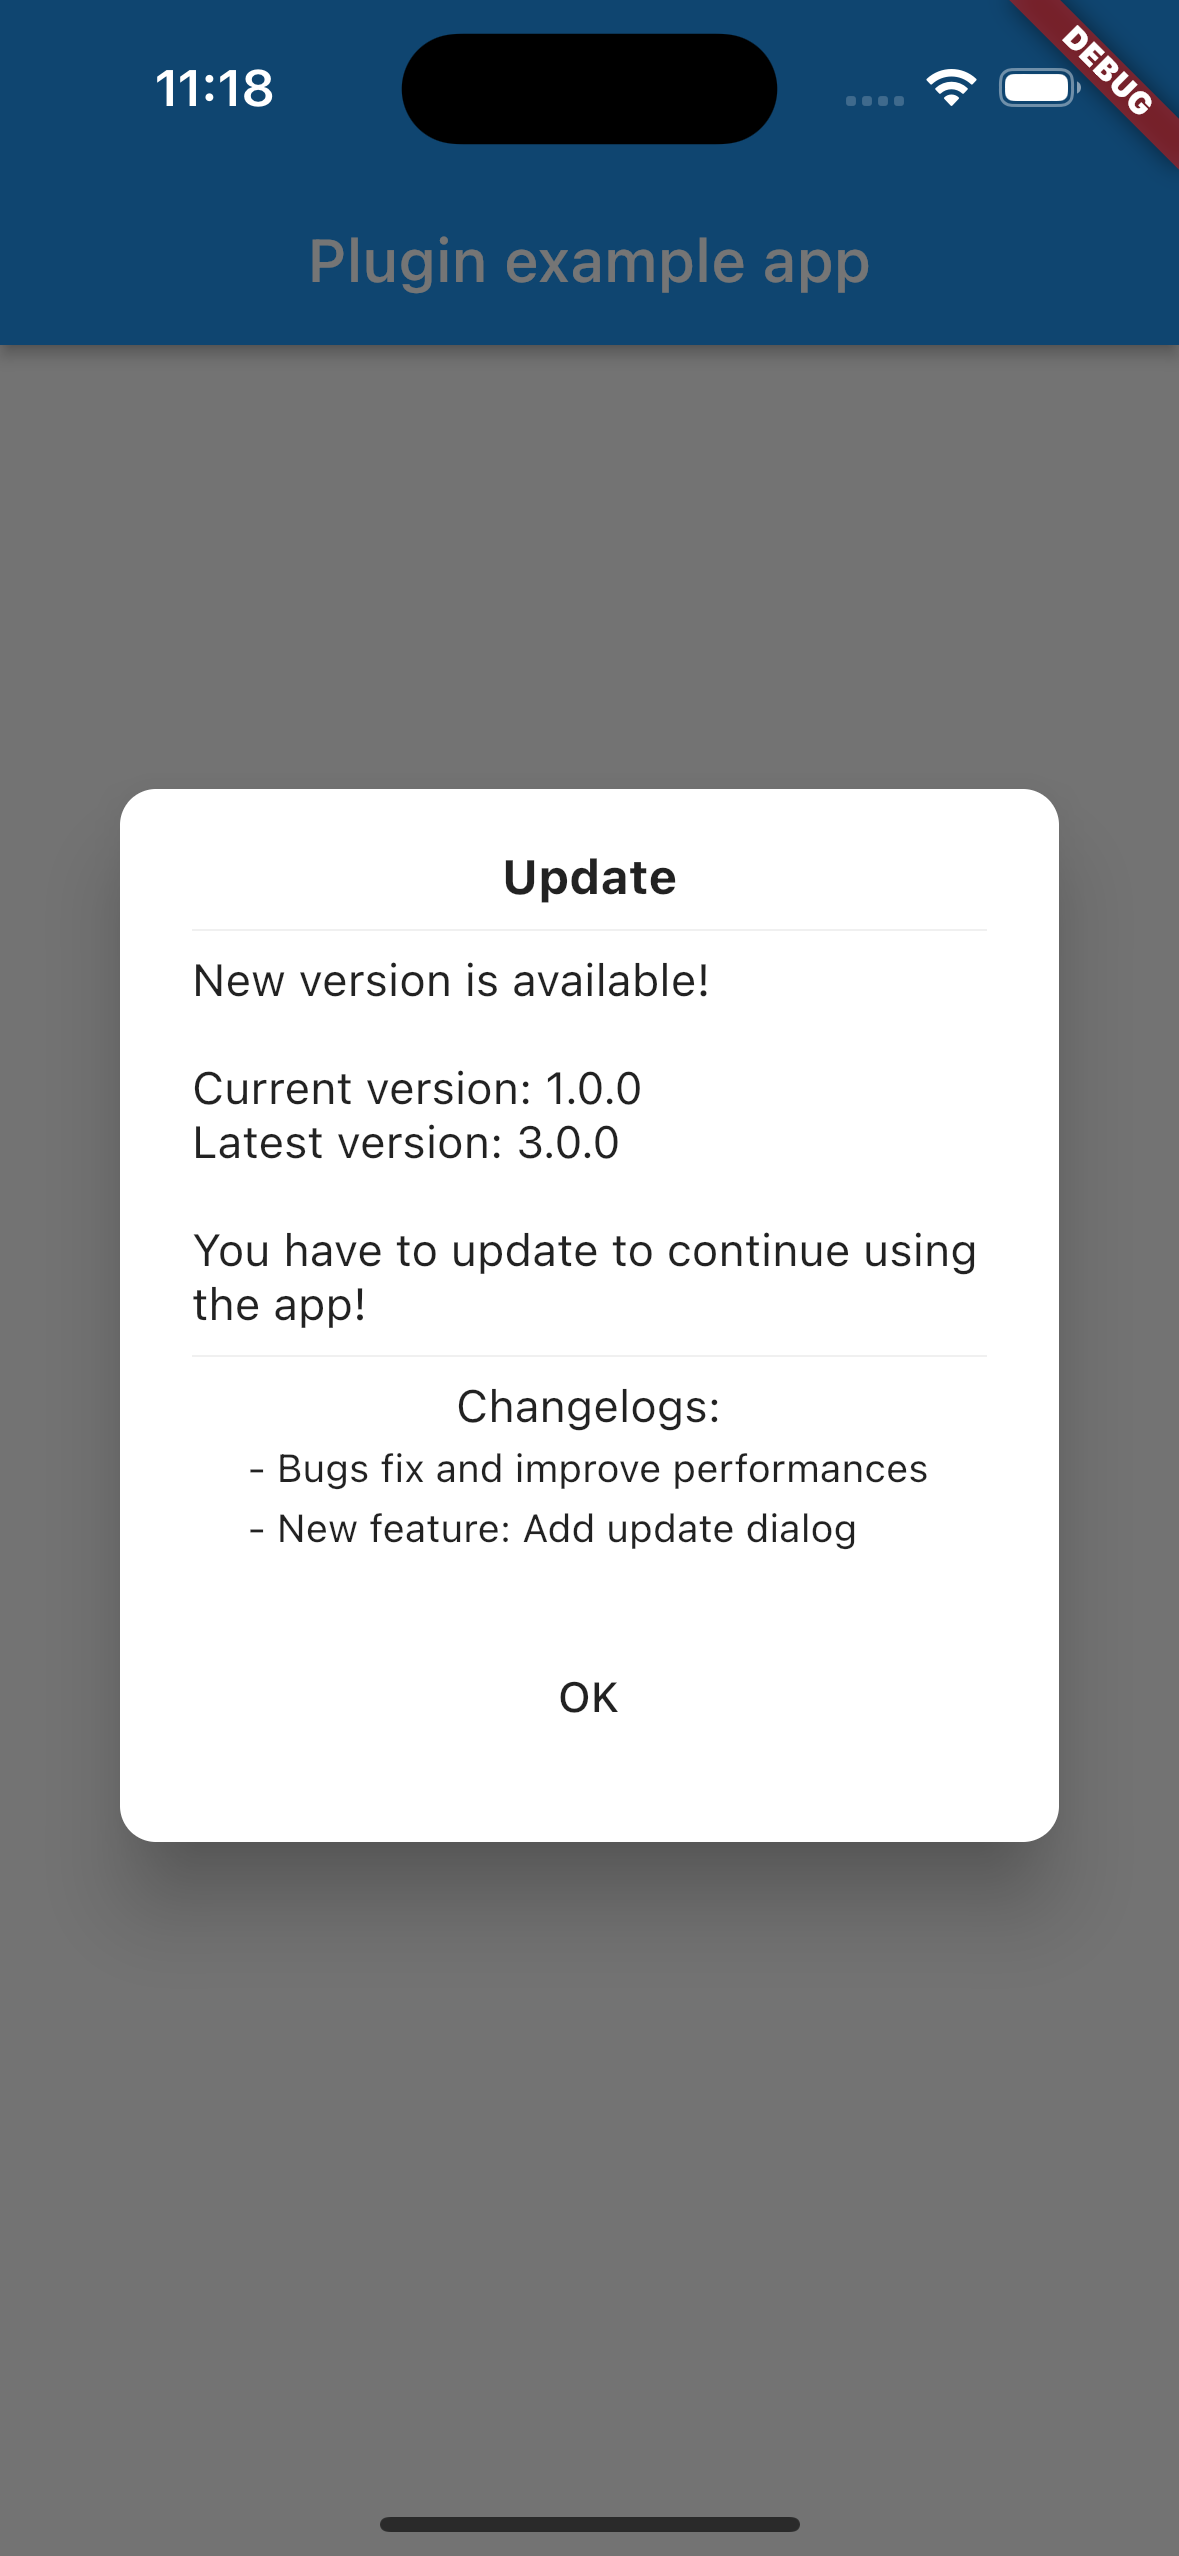 11:18
DEBUG
Plugin example app
Update
New version is available!
Current version: 1.0.0
Latest version: 3.0.0
You have to update to continue using
the app!
Changelogs:
- Bugs fix and improve performances
- New feature: Add update dialog
OK